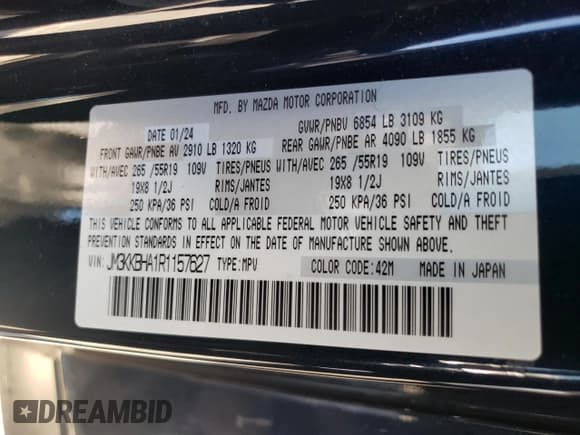 MFD. BY MAZDA MOTOR CORPORATION
DATE 01/24 GVWR/PNBV 6854 LB 3109 KG
FRONT GAWR/PNBE AV 2910 LB 1320 KG REAR GAWR/PNBE AR 4090 LB 1855 KG
WITH/AVEC 265 /55R19 109V TIRES/PNEUS WITH/AVEC 265 /55R19 109V TIRES/PNEUS
19X8 1/2J RIMS/JANTES 19X8 1/2J RIMS/JANTES
250 KPA/36 PSI COLD/A FROID 250 KPA/36 PSI COLD/A FROID
THIS VEHICLE CONFORMS TO ALL APPLICABLE FEDERAL MOTOR VEHICLE SAFETY AND THEFT
PREVENTION STANDARDS IN EFFECT ON THE DATE OF MANUFACTURE SHOWN ABOVE.
VIN: JM3KKBHA1R1157627 TYPE:MPV COLOR CODE:42M MADE IN JAPAN
DREAMBID